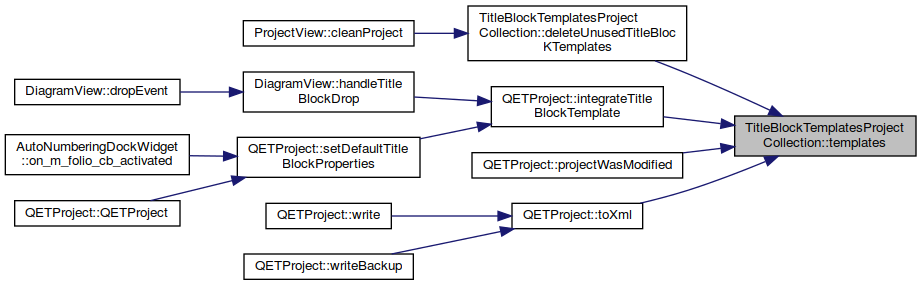 ProjectView::cleanProject
TitleBlockTemplatesProject
Collection::deleteUnusedTitleBloc
KTemplates
DiagramView::dropEvent
DiagramView::handleTitle
BlockDrop
QETProject::integrateTitle
BlockTemplate
TitleBlockTemplatesProject
Collection::templates
AutoNumberingDockWidget
::on_m_folio_cb_activated
QETProject::setDefaultTitle
BlockProperties
QETProject::projectWasModified
QETProject::QETProject
QETProject::write
QETProject::toXml
QETProject::writeBackup